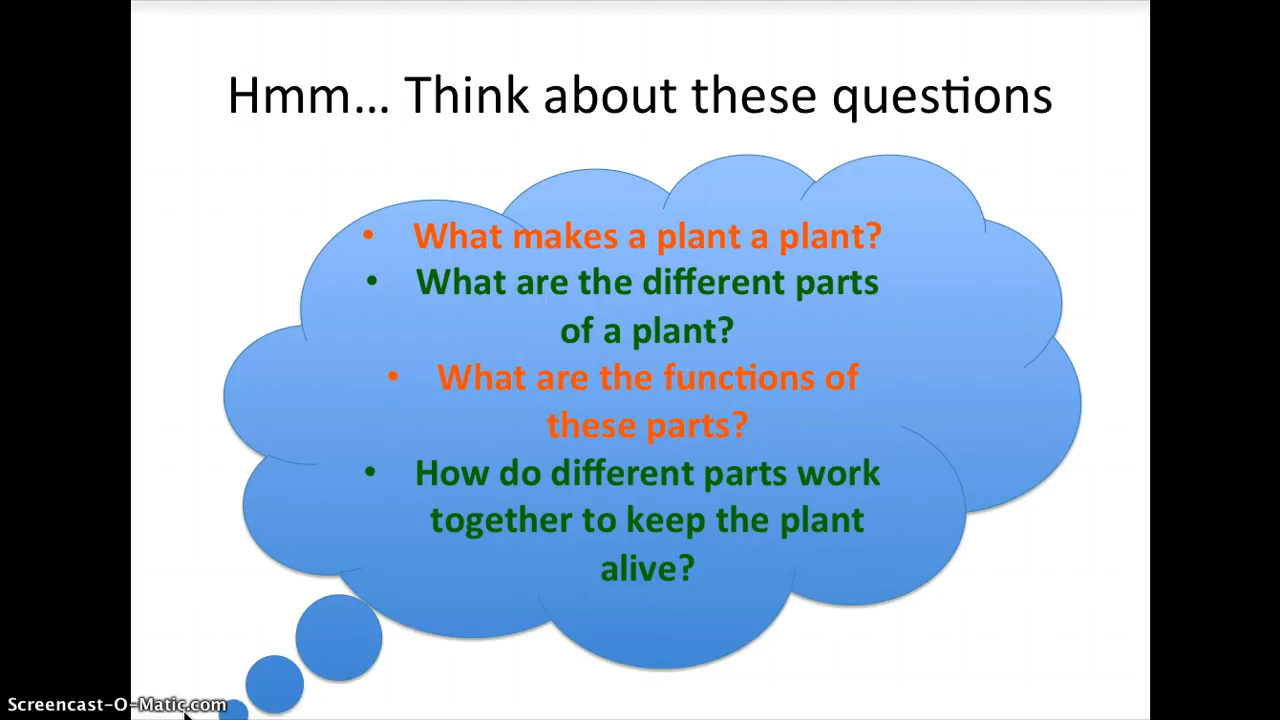 Hmm... Think about these questions
• What makes a plant a plant?
• What are the different parts
of a plant?
• What are the functions of
these parts?
• How do different parts work
together to keep the plant
alive?
Screencast-O-Matic.com